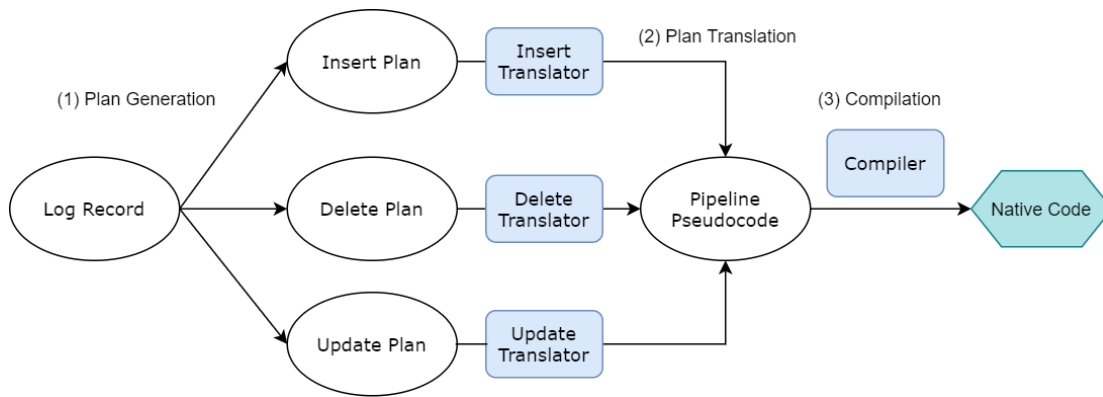 (1) Plan Generation
Log Record
Insert Plan
Insert
Translator
(2) Plan Translation
Delete Plan
Delete
Translator
Update Plan
Update
Translator
Pipeline
Pseudocode
(3) Compilation
Compiler
Native Code